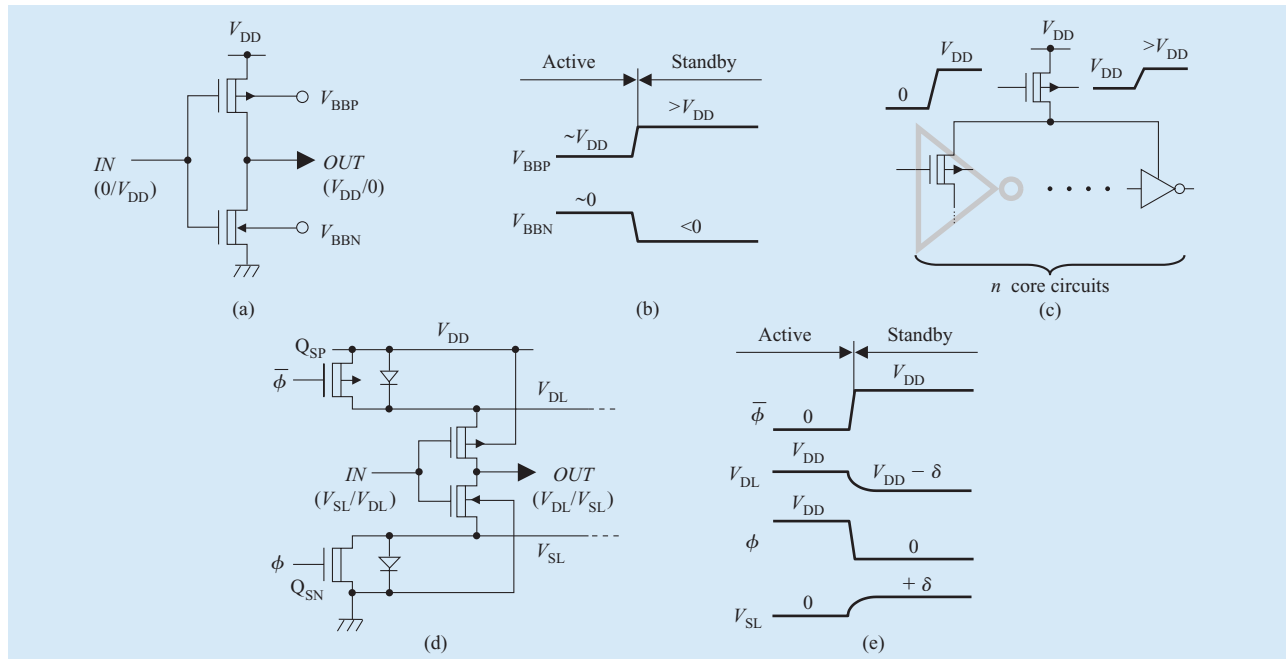 V_DD
V_BBP
IN
(0/V_DD)
OUT
(V_DD/0)
V_BBN
(a)
Active Standby
>V_DD
~V_DD
V_BBP
~0
V_BBN
<0
(b)
V_DD
V_DD
>V_DD
V_DD
0
n core circuits
(c)
Q_SP
V_DD
φ̅
V_DL
IN
(V_SL/V_DL)
OUT
(V_DL/V_SL)
V_SL
φ
Q_SN
(d)
Active Standby
V_DD
φ̅
0
V_DD
V_DL
V_DD − δ
V_DD
φ
0
+ δ
0
V_SL
(e)